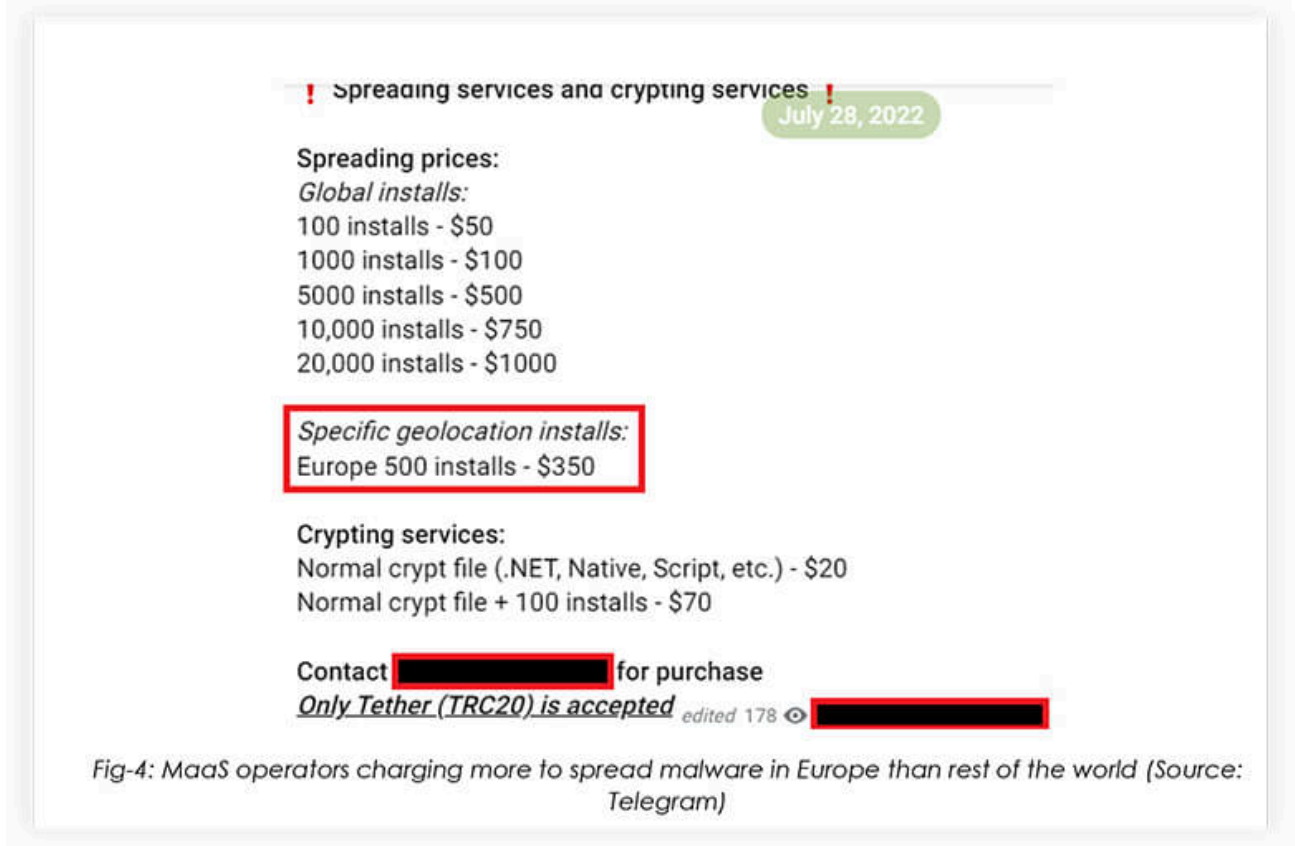 ❗ Spreading services and crypting services ❗
July 28, 2022
Spreading prices:
Global installs:
100 installs - $50
1000 installs - $100
5000 installs - $500
10,000 installs - $750
20,000 installs - $1000
Specific geolocation installs:
Europe 500 installs - $350
Crypting services:
Normal crypt file (.NET, Native, Script, etc.) - $20
Normal crypt file + 100 installs - $70
Contact for purchase
Only Tether (TRC20) is accepted edited 178
Fig-4: MaaS operators charging more to spread malware in Europe than rest of the world (Source:
Telegram)